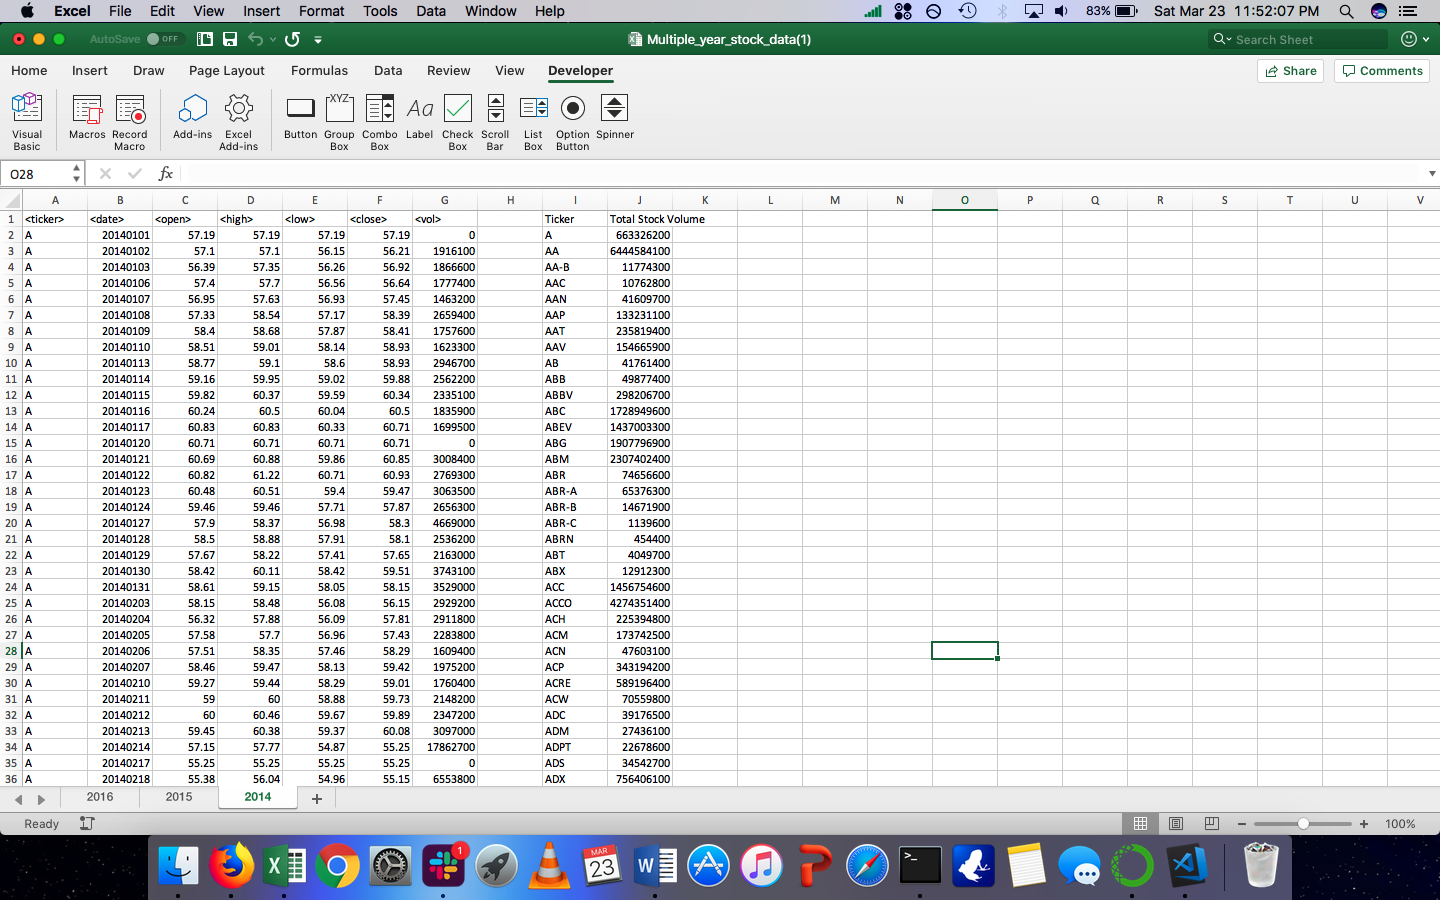 Excel File Edit View Insert Format Tools Data Window Help 83% Sat Mar 23 11:52:07 PM
AutoSave OFF Multiple_year_stock_data(1) Search Sheet
Home Insert Draw Page Layout Formulas Data Review View Developer Share Comments
XYZ Aa
Visual Basic Macros Record Macro Add-ins Excel Add-ins Button Group Box Combo Box Label Check Box Scroll Bar List Box Option Button Spinner
O28 fx
A B C D E F G H I J K L M N O P Q R S T U V
1 <ticker> <date> <open> <high> <low> <close> <vol> Ticker Total Stock Volume
2 A 20140101 57.19 57.19 57.19 57.19 0 A 663326200
3 A 20140102 57.1 57.1 56.15 56.21 1916100 AA 6444584100
4 A 20140103 56.39 57.35 56.26 56.92 1866600 AA-B 11774300
5 A 20140106 57.4 57.7 56.56 56.64 1777400 AAC 10762800
6 A 20140107 56.95 57.63 56.93 57.45 1463200 AAN 41609700
7 A 20140108 57.33 58.54 57.17 58.39 2659400 AAP 133231100
8 A 20140109 58.4 58.68 57.87 58.41 1757600 AAT 235819400
9 A 20140110 58.51 59.01 58.14 58.93 1623300 AAV 154665900
10 A 20140113 58.77 59.1 58.6 58.93 2946700 AB 41761400
11 A 20140114 59.16 59.95 59.02 59.88 2562200 ABB 49877400
12 A 20140115 59.82 60.37 59.59 60.34 2335100 ABBV 298206700
13 A 20140116 60.24 60.5 60.04 60.5 1835900 ABC 1728949600
14 A 20140117 60.83 60.83 60.33 60.71 1699500 ABEV 1437003300
15 A 20140120 60.71 60.71 60.71 60.71 0 ABG 1907796900
16 A 20140121 60.69 60.88 59.86 60.85 3008400 ABM 2307402400
17 A 20140122 60.82 61.22 60.71 60.93 2769300 ABR 74656600
18 A 20140123 60.48 60.51 59.4 59.47 3063500 ABR-A 65376300
19 A 20140124 59.46 59.46 57.71 57.87 2656300 ABR-B 14671900
20 A 20140127 57.9 58.37 56.98 58.3 4669000 ABR-C 1139600
21 A 20140128 58.5 58.88 57.91 58.1 2536200 ABRN 454400
22 A 20140129 57.67 58.22 57.41 57.65 2163000 ABT 4049700
23 A 20140130 58.42 60.11 58.42 59.51 3743100 ABX 12912300
24 A 20140131 58.61 59.15 58.05 58.15 3529000 ACC 1456754600
25 A 20140203 58.15 58.48 56.08 56.15 2929200 ACCO 4274351400
26 A 20140204 56.32 57.88 56.09 57.81 2911800 ACH 225394800
27 A 20140205 57.58 57.7 56.96 57.43 2283800 ACM 173742500
28 A 20140206 57.51 58.35 57.46 58.29 1609400 ACN 47603100
29 A 20140207 58.46 59.47 58.13 59.42 1975200 ACP 343194200
30 A 20140210 59.27 59.44 58.29 59.01 1760400 ACRE 589196400
31 A 20140211 59 60 58.88 59.73 2148200 ACW 70559800
32 A 20140212 60 60.46 59.67 59.89 2347200 ADC 39176500
33 A 20140213 59.45 60.38 59.37 60.08 3097000 ADM 27436100
34 A 20140214 57.15 57.77 54.87 55.25 17862700 ADPT 22678600
35 A 20140217 55.25 55.25 55.25 55.25 0 ADS 34542700
36 A 20140218 55.38 56.04 54.96 55.15 6553800 ADX 756406100
2016 2015 2014 +
Ready 100%
1
MAR
23
W
>_